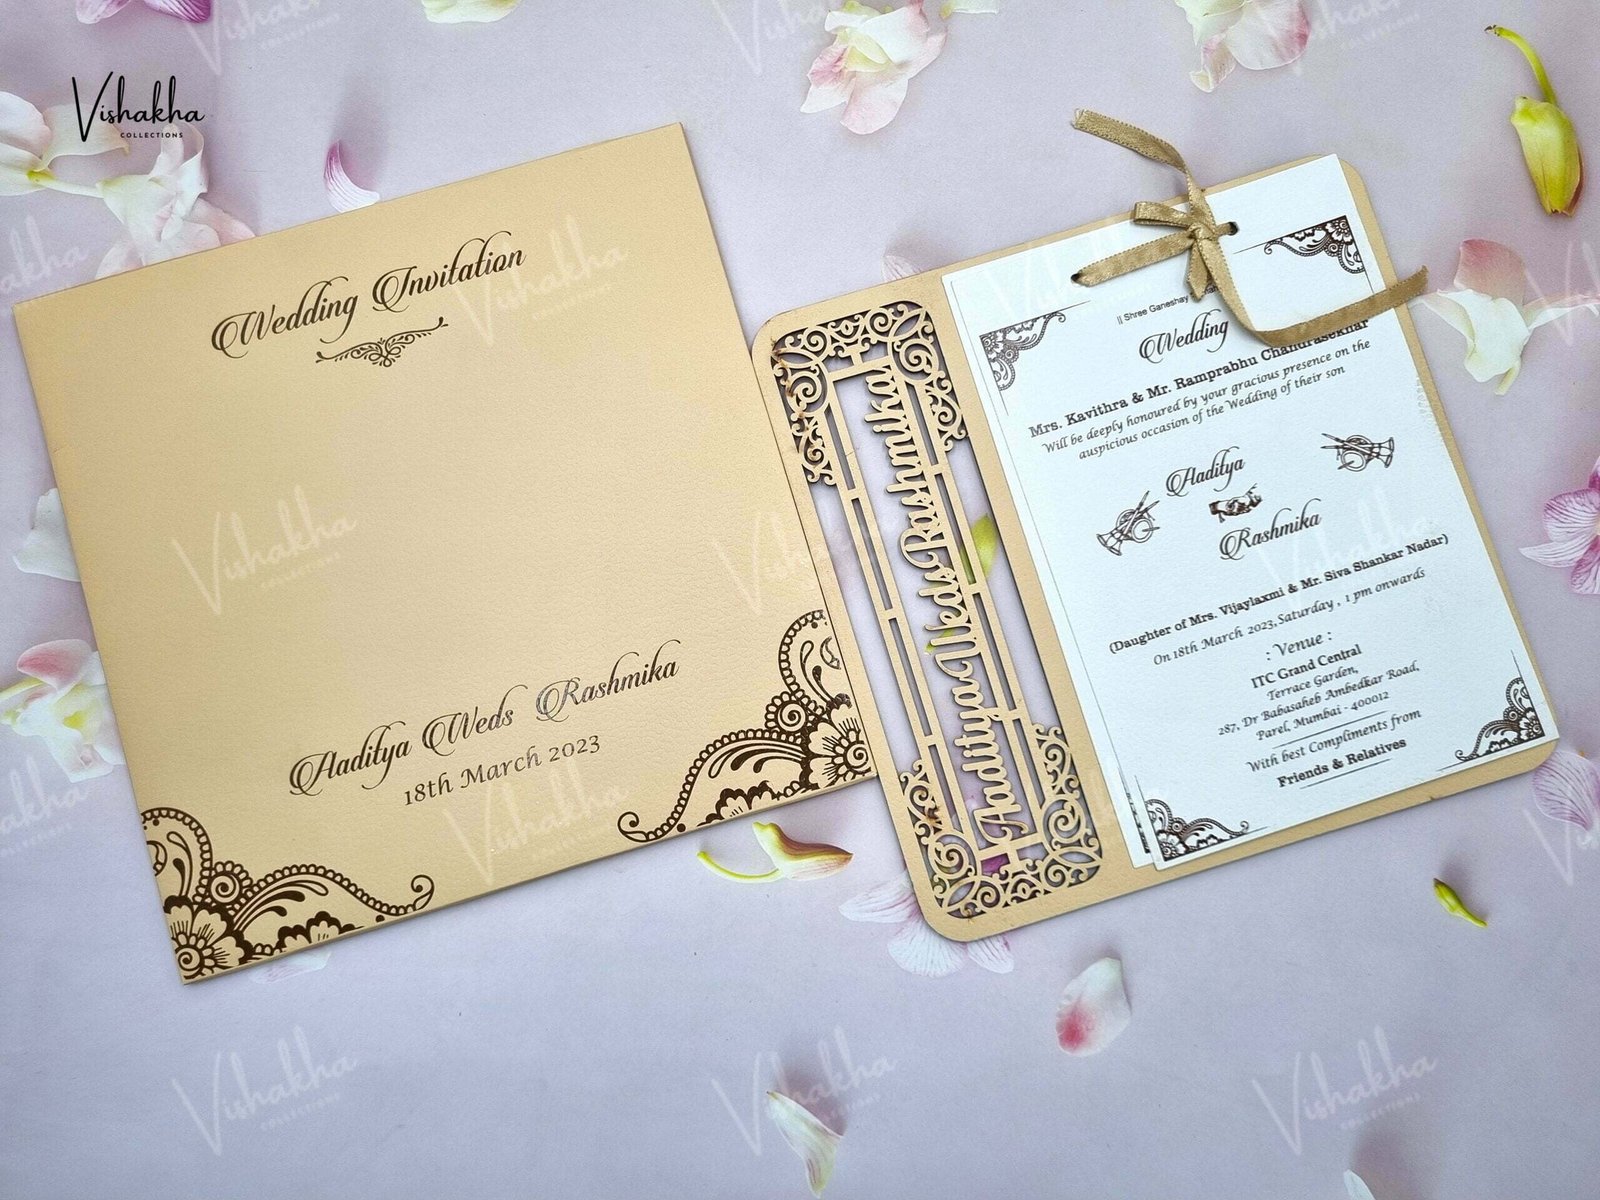 Vishakha
COLLECTIONS
Wedding Invitation
Aaditya Weds Rashmika
18th March 2023
Aaditya Weds Rashmika
|| Shree Ganeshay
Wedding
Mrs. Kavithra & Mr. Ramprabhu Chandrasekhar
Will be deeply honoured by your gracious presence on the
auspicious occasion of the Wedding of their son
Aaditya
Rashmika
(Daughter of Mrs. Vijaylaxmi & Mr. Siva Shankar Nadar)
On 18th March 2023, Saturday , 1 pm onwards
: Venue :
ITC Grand Central
Terrace Garden,
287, Dr Babasaheb Ambedkar Road,
Parel, Mumbai - 400012
With best Compliments from
Friends & Relatives